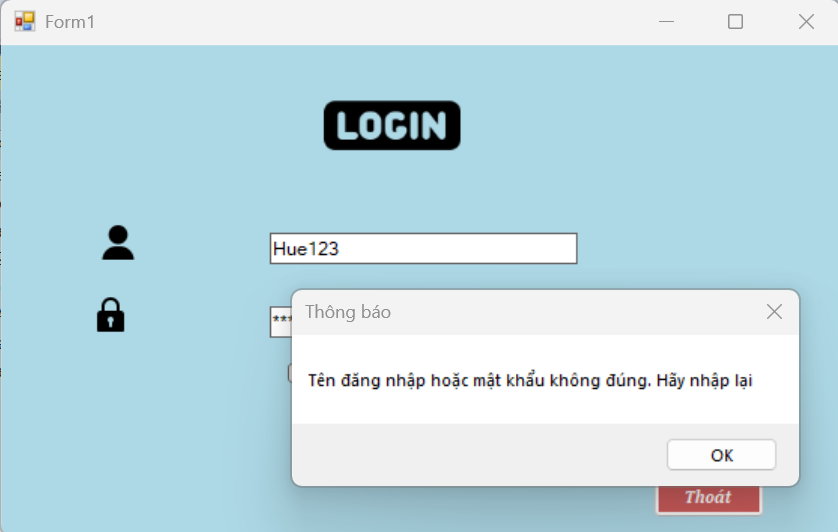 Form1
LOGIN
Hue123
***
Thông báo
Tên đăng nhập hoặc mật khẩu không đúng. Hãy nhập lại
OK
Thoát